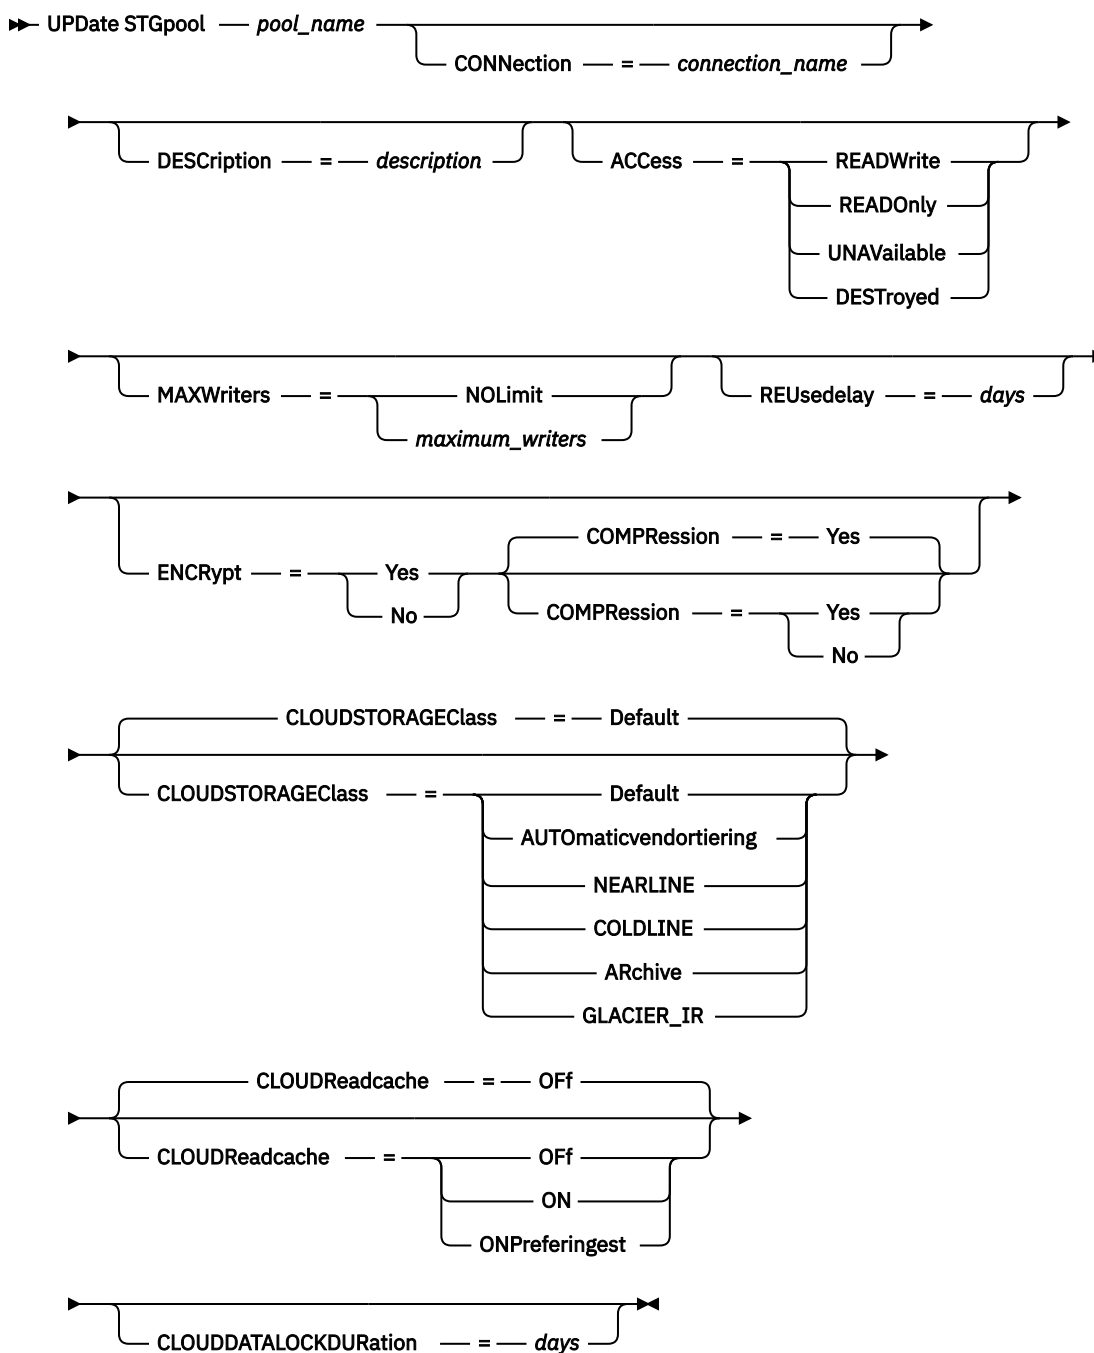 UPDate STGpool pool_name
CONNection = connection_name
DESCription = description ACCess = READWrite
READOnly
UNAVailable
DESTroyed
MAXWriters = NOLimit REUsedelay = days
maximum_writers
COMPRession = Yes
ENCRypt = Yes
No COMPRession = Yes
No
CLOUDSTORAGEClass = Default
CLOUDSTORAGEClass = Default
AUTOmaticvendortiering
NEARLINE
COLDLINE
ARchive
GLACIER_IR
CLOUDReadcache = OFf
CLOUDReadcache = OFf
ON
ONPreferingest
CLOUDDATALOCKDURation = days